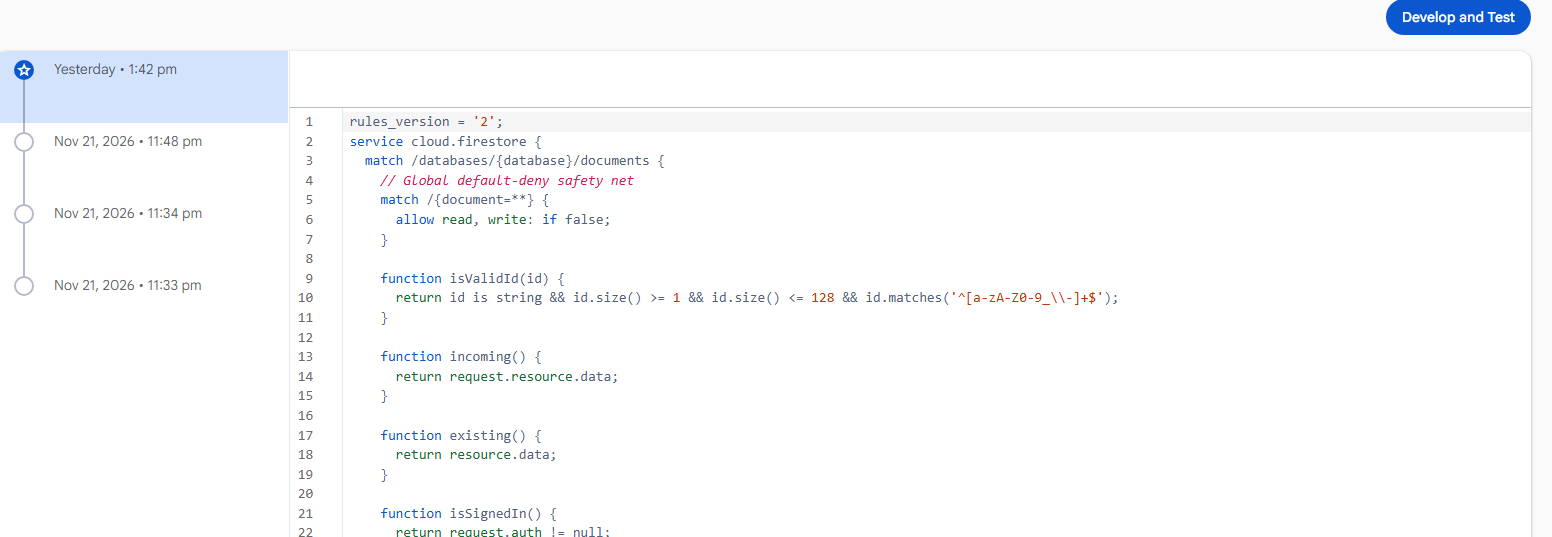 Develop and Test
Yesterday • 1:42 pm
Nov 21, 2026 • 11:48 pm
Nov 21, 2026 • 11:34 pm
Nov 21, 2026 • 11:33 pm
1 rules_version = '2';
2 service cloud.firestore {
3   match /databases/{database}/documents {
4     // Global default-deny safety net
5     match /{document=**} {
6       allow read, write: if false;
7     }
8
9     function isValidId(id) {
10       return id is string && id.size() >= 1 && id.size() <= 128 && id.matches('^[a-zA-Z0-9_\\-]+$');
11     }
12
13     function incoming() {
14       return request.resource.data;
15     }
16
17     function existing() {
18       return resource.data;
19     }
20
21     function isSignedIn() {
22       return request.auth != null;